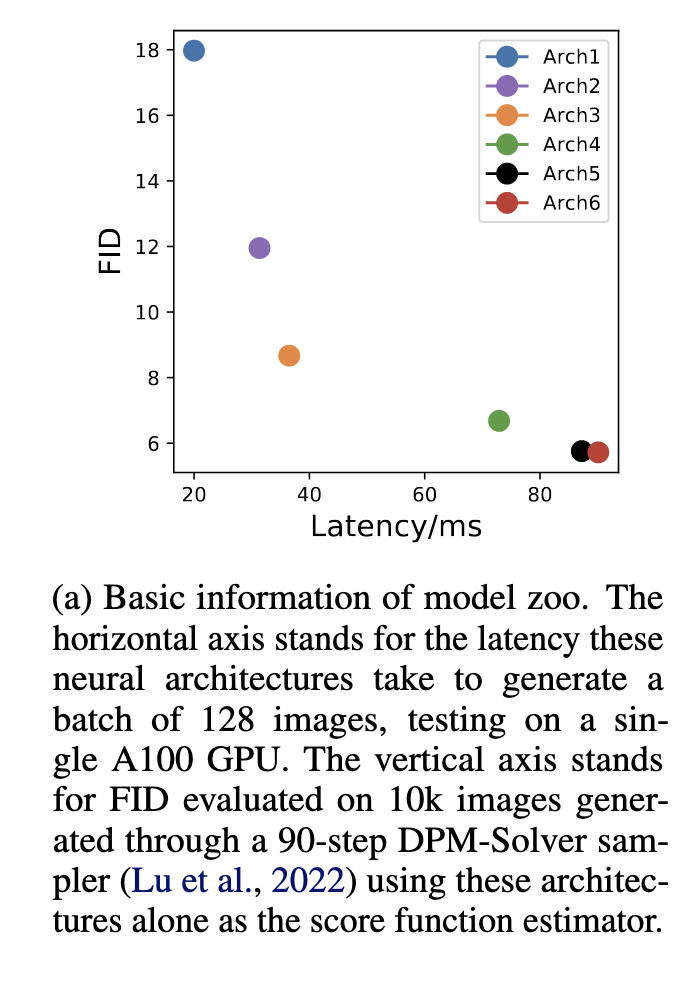 18
16
14
12
10
8
6
FID
Arch1
Arch2
Arch3
Arch4
Arch5
Arch6
20 40 60 80
Latency/ms
(a) Basic information of model zoo. The
horizontal axis stands for the latency these
neural architectures take to generate a
batch of 128 images, testing on a sin-
gle A100 GPU. The vertical axis stands
for FID evaluated on 10k images gener-
ated through a 90-step DPM-Solver sam-
pler (Lu et al., 2022) using these architec-
tures alone as the score function estimator.